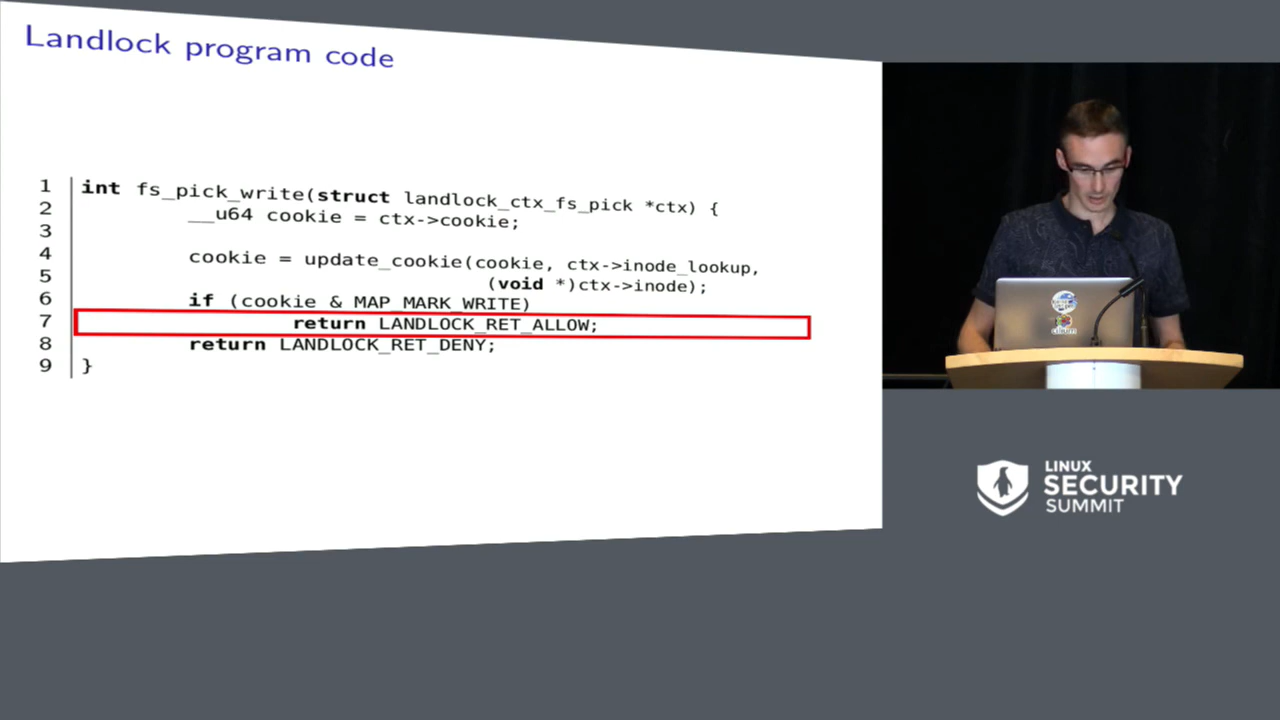 Landlock program code
1 int fs_pick_write(struct landlock_ctx_fs_pick *ctx) {
2 __u64 cookie = ctx->cookie;
3
4 cookie = update_cookie(cookie, ctx->inode_lookup,
5 (void *)ctx->inode);
6 if (cookie & MAP_MARK_WRITE)
7 return LANDLOCK_RET_ALLOW;
8 return LANDLOCK_RET_DENY;
9 }
LINUX
SECURITY
SUMMIT